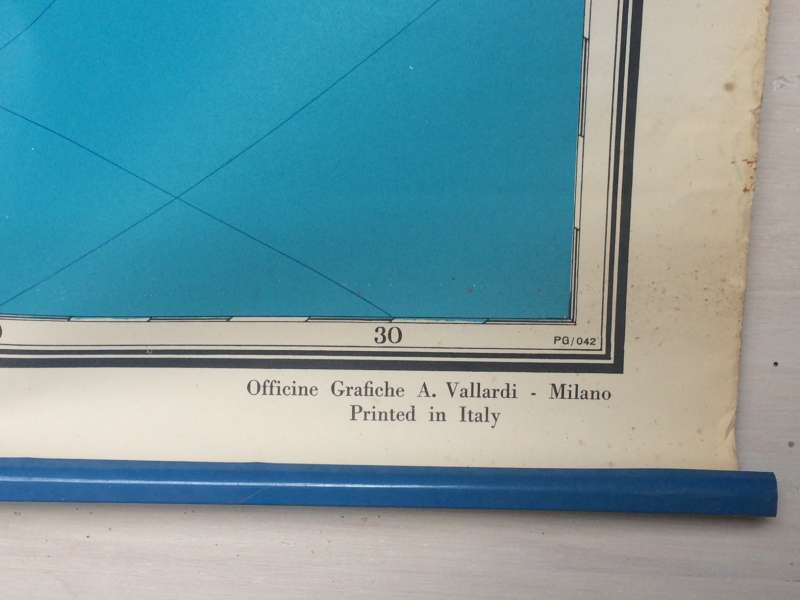 30
PG/042
Officine Grafiche A. Vallardi - Milano
Printed in Italy